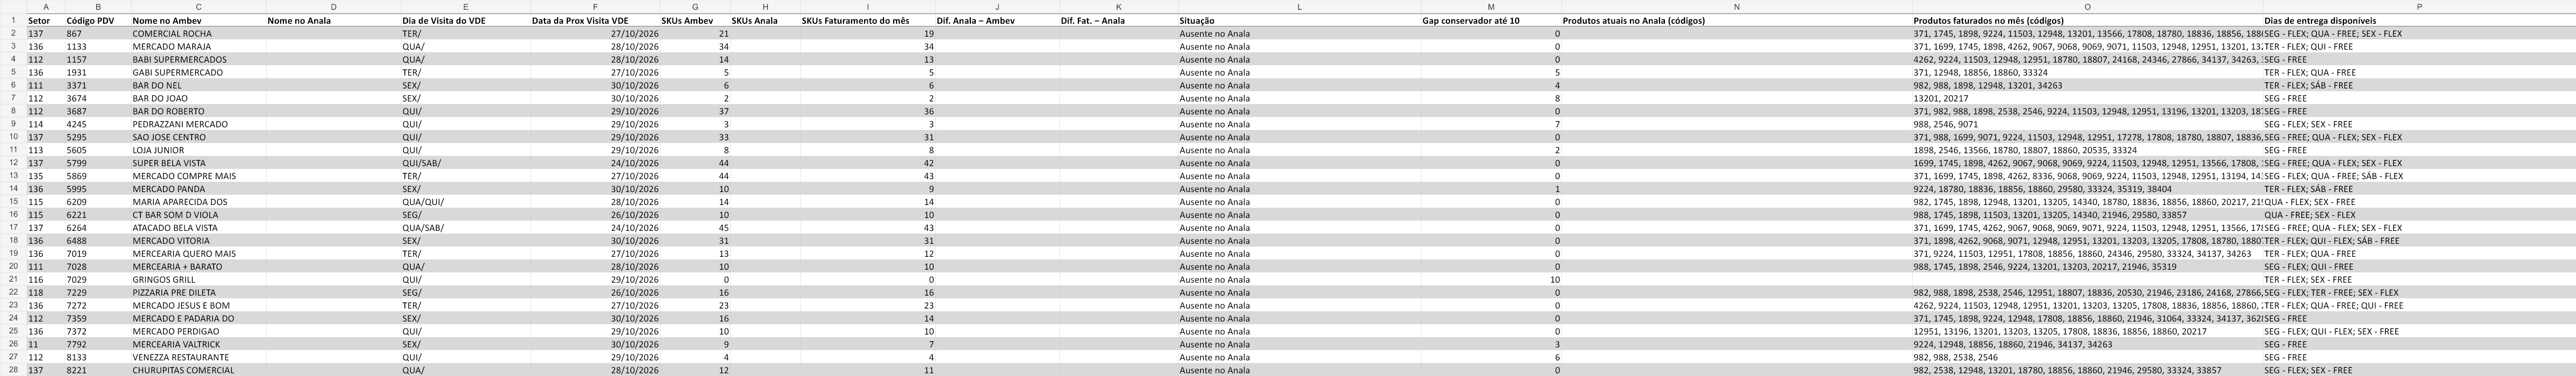 A B C D E F G H I J K L M N O P
1 Setor Código PDV Nome no Ambev Nome no Anala Dia de Visita do VDE Data da Prox Visita VDE SKUs Ambev SKUs Anala SKUs Faturamento do mês Dif. Anala – Ambev Dif. Fat. – Anala Situação Gap conservador até 10 Produtos atuais no Anala (códigos) Produtos faturados no mês (códigos) Dias de entrega disponíveis
2 137 867 COMERCIAL ROCHA TER/ 27/10/2026 21 19 Ausente no Anala 0 371, 1745, 1898, 9224, 11503, 12948, 13201, 13566, 17808, 18780, 18836, 18856, 188 SEG - FLEX; QUA - FREE; SEX - FLEX
3 136 1133 MERCADO MARAJA QUA/ 28/10/2026 34 34 Ausente no Anala 0 371, 1699, 1745, 1898, 4262, 9067, 9068, 9069, 9071, 11503, 12948, 12951, 13201, 13 TER - FLEX; QUI - FREE
4 112 1157 BABI SUPERMERCADOS QUA/ 28/10/2026 14 13 Ausente no Anala 0 4262, 9224, 11503, 12948, 12951, 18780, 18807, 24168, 24346, 27866, 34137, 34263, SEG - FREE
5 136 1931 GABI SUPERMERCADO TER/ 27/10/2026 5 5 Ausente no Anala 5 371, 12948, 18856, 18860, 33324 TER - FLEX; QUA - FREE
6 111 3371 BAR DO NEL SEX/ 30/10/2026 6 6 Ausente no Anala 4 982, 988, 1898, 12948, 13201, 34263 TER - FLEX; SÁB - FREE
7 112 3674 BAR DO JOAO SEX/ 30/10/2026 2 2 Ausente no Anala 8 13201, 20217 SEG - FREE
8 112 3687 BAR DO ROBERTO QUI/ 29/10/2026 37 36 Ausente no Anala 0 371, 982, 988, 1898, 2538, 2546, 9224, 11503, 12948, 12951, 13196, 13201, 13203, 18 SEG - FREE
9 114 4245 PEDRAZZANI MERCADO QUI/ 29/10/2026 3 3 Ausente no Anala 7 988, 2546, 9071 SEG - FLEX; SEX - FREE
10 137 5295 SAO JOSE CENTRO QUI/ 29/10/2026 33 31 Ausente no Anala 0 371, 988, 1699, 9071, 9224, 11503, 12948, 12951, 17278, 17808, 18780, 18807, 18836, SEG - FREE; QUA - FLEX; SEX - FLEX
11 113 5605 LOJA JUNIOR QUI/ 29/10/2026 8 8 Ausente no Anala 2 1898, 2546, 13566, 18780, 18807, 18860, 20535, 33324 SEG - FREE
12 137 5799 SUPER BELA VISTA QUI/SAB/ 24/10/2026 44 42 Ausente no Anala 0 1699, 1745, 1898, 4262, 9067, 9068, 9069, 9224, 11503, 12948, 12951, 13566, 17808, SEG - FREE; QUA - FLEX; SEX - FLEX
13 135 5869 MERCADO COMPRE MAIS TER/ 27/10/2026 44 43 Ausente no Anala 0 371, 1699, 1745, 1898, 4262, 8336, 9068, 9069, 9224, 11503, 12948, 12951, 13194, 14 SEG - FLEX; QUA - FREE; SÁB - FLEX
14 136 5995 MERCADO PANDA SEX/ 30/10/2026 10 9 Ausente no Anala 1 9224, 18780, 18836, 18856, 18860, 29580, 33324, 35319, 38404 TER - FLEX; SÁB - FREE
15 115 6209 MARIA APARECIDA DOS QUA/QUI/ 28/10/2026 14 14 Ausente no Anala 0 982, 1745, 1898, 12948, 13201, 13205, 14340, 18780, 18836, 18856, 18860, 20217, 21 QUA - FLEX; SEX - FREE
16 115 6221 CT BAR SOM D VIOLA SEG/ 26/10/2026 10 10 Ausente no Anala 0 988, 1745, 1898, 11503, 13201, 13205, 14340, 21946, 29580, 33857 QUA - FREE; SEX - FLEX
17 137 6264 ATACADO BELA VISTA QUA/SAB/ 24/10/2026 45 43 Ausente no Anala 0 371, 1699, 1745, 4262, 9067, 9068, 9069, 9071, 9224, 11503, 12948, 12951, 13566, 17 SEG - FREE; QUA - FLEX; SEX - FLEX
18 136 6488 MERCADO VITORIA SEX/ 30/10/2026 31 31 Ausente no Anala 0 371, 1898, 4262, 9068, 9071, 12948, 12951, 13201, 13203, 13205, 17808, 18780, 1880 TER - FLEX; QUI - FLEX; SÁB - FREE
19 136 7019 MERCEARIA QUERO MAIS TER/ 27/10/2026 13 12 Ausente no Anala 0 371, 9224, 11503, 12951, 17808, 18856, 18860, 24346, 29580, 33324, 34137, 34263 TER - FLEX; QUA - FREE
20 111 7028 MERCEARIA + BARATO QUA/ 28/10/2026 10 10 Ausente no Anala 0 988, 1745, 1898, 2546, 9224, 13201, 13203, 20217, 21946, 35319 SEG - FLEX; QUI - FREE
21 116 7029 GRINGOS GRILL QUI/ 29/10/2026 0 0 Ausente no Anala 10 TER - FLEX; SEX - FREE
22 118 7229 PIZZARIA PRE DILETA SEG/ 26/10/2026 16 16 Ausente no Anala 0 982, 988, 1898, 2538, 2546, 12951, 18807, 18836, 20530, 21946, 23186, 24168, 27866, SEG - FLEX; TER - FREE; SEX - FLEX
23 136 7272 MERCADO JESUS E BOM TER/ 27/10/2026 23 23 Ausente no Anala 0 4262, 9224, 11503, 12948, 12951, 13201, 13203, 13205, 17808, 18836, 18856, 18860, TER - FLEX; QUA - FREE; QUI - FREE
24 112 7359 MERCADO E PADARIA DO SEX/ 30/10/2026 16 14 Ausente no Anala 0 371, 1745, 1898, 9224, 12948, 17808, 18856, 18860, 21946, 31064, 33324, 34137, 362 SEG - FREE
25 136 7372 MERCADO PERDIGAO QUI/ 29/10/2026 10 10 Ausente no Anala 0 12951, 13196, 13201, 13203, 13205, 17808, 18836, 18856, 18860, 20217 SEG - FLEX; QUI - FLEX; SEX - FREE
26 11 7792 MERCEARIA VALTRICK SEX/ 30/10/2026 9 7 Ausente no Anala 3 9224, 12948, 18856, 18860, 21946, 34137, 34263 SEG - FREE
27 112 8133 VENEZZA RESTAURANTE QUI/ 29/10/2026 4 4 Ausente no Anala 6 982, 988, 2538, 2546 SEG - FREE
28 137 8221 CHURUPITAS COMERCIAL QUA/ 28/10/2026 12 11 Ausente no Anala 0 982, 2538, 12948, 13201, 18780, 18856, 18860, 21946, 29580, 33324, 33857 SEG - FLEX; SEX - FREE